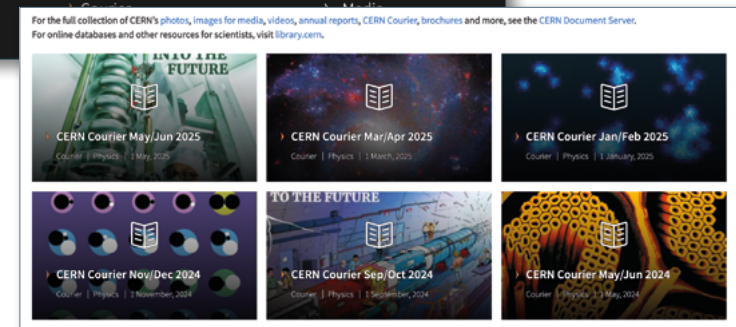 Courier
Media
For the full collection of CERN's photos, images for media, videos, annual reports, CERN Courier, brochures and more, see the CERN Document Server.
For online databases and other resources for scientists, visit library.cern.
INTO THE
FUTURE
CERN Courier May/Jun 2025
Courier | Physics | 1 May, 2025
CERN Courier Mar/Apr 2025
Courier | Physics | 1 March, 2025
CERN Courier Jan/Feb 2025
Courier | Physics | 1 January, 2025
CERN Courier Nov/Dec 2024
Courier | Physics | 1 November, 2024
TO THE FUTURE
CERN Courier Sep/Oct 2024
Courier | Physics | 1 September, 2024
CERN Courier May/Jun 2024
Courier | Physics | 1 May, 2024